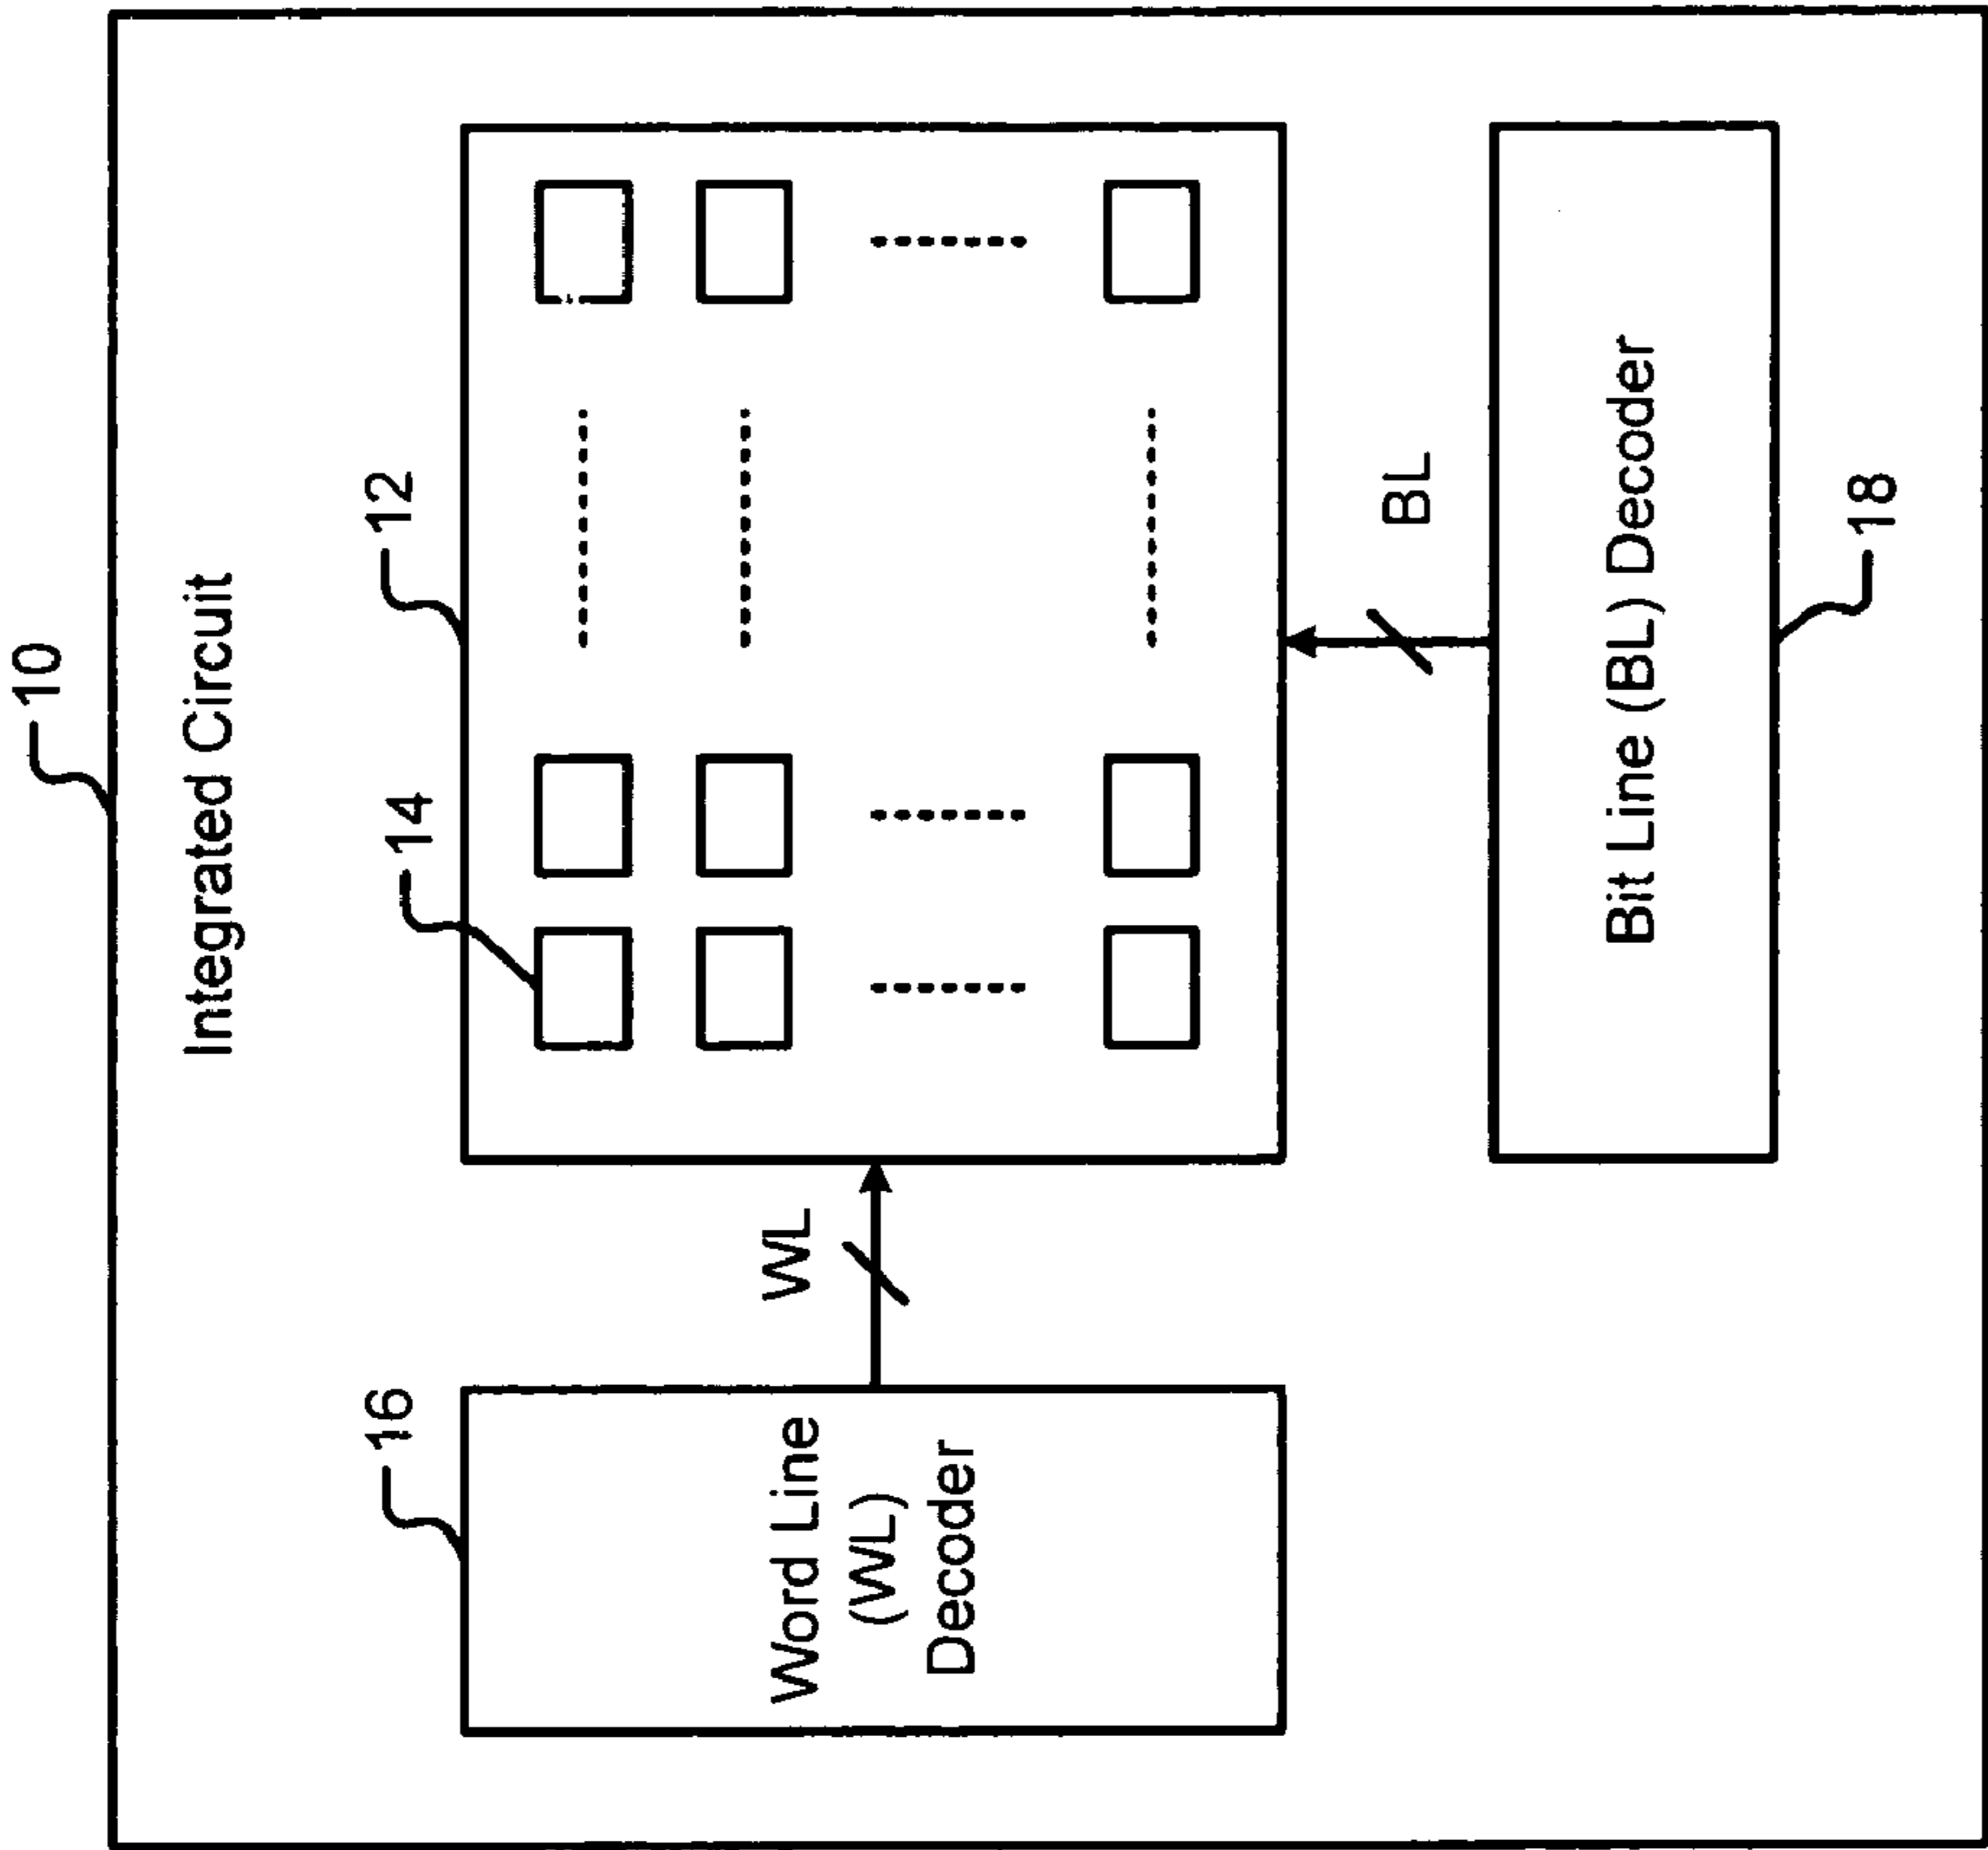 10
Integrated Circuit
12
14
16
Word Line
(WL)
Decoder
WL
BL
Bit Line (BL) Decoder
18